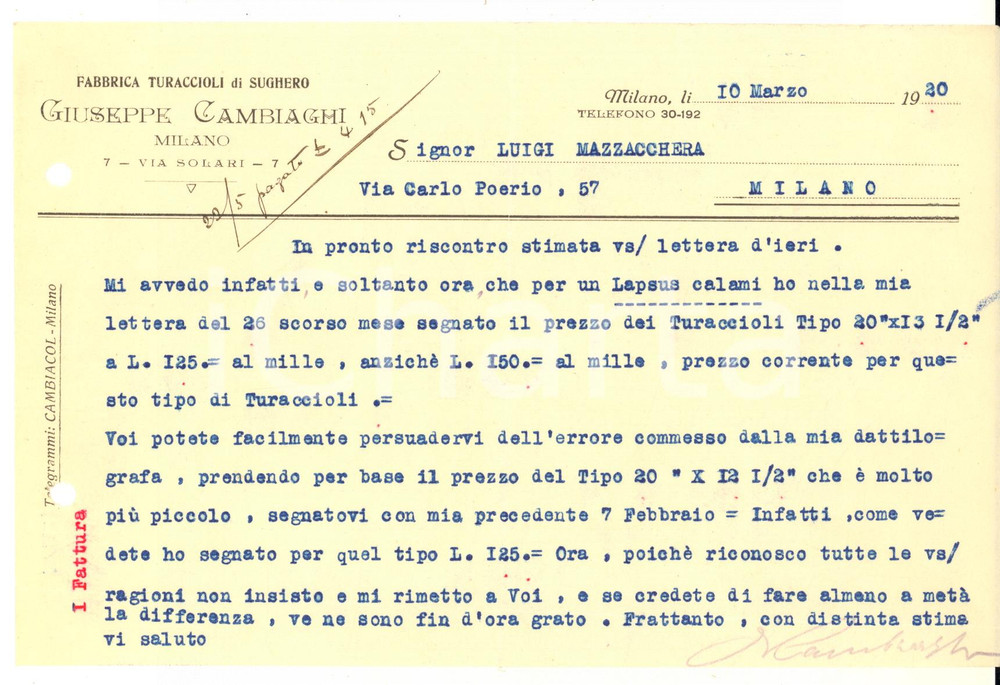 FABBRICA TURACCIOLI di SUGHERO
GIUSEPPE CAMBIAGHI
MILANO
7 — VIA SOLARI — 7
22/5 pagato £ 415
Milano, li 10 Marzo 1920
TELEFONO 30-192
Signor LUIGI MAZZACCHERA
Via Carlo Poerio , 57 MILANO
In pronto riscontro stimata vs/ lettera d'ieri .
Mi avvedo infatti, e soltanto ora, che per un Lapsus calami ho nella mia
lettera del 26 scorso mese segnato il prezzo dei Turaccioli Tipo 20"x13 I/2"
a L. I25.= al mille , anzichè L. I50.= al mille , prezzo corrente per que=
sto tipo di Turaccioli .=
Voi potete facilmente persuadervi dell'errore commesso dalla mia dattilo=
grafa , prendendo per base il prezzo del Tipo 20 " X I2 I/2" che è molto
più piccolo , segnatovi con mia precedente 7 Febbraio = Infatti ,come ve=
dete ho segnato per quel tipo L. I25.= Ora , poichè riconosco tutte le vs/
ragioni non insisto e mi rimetto a Voi , e se credete di fare almeno a metà
la differenza , ve ne sono fin d'ora grato . Frattanto , con distinta stima
vi saluto
G Cambiaghi
Telegrammi: CAMBIACOL - Milano
I Fattura
iCharta